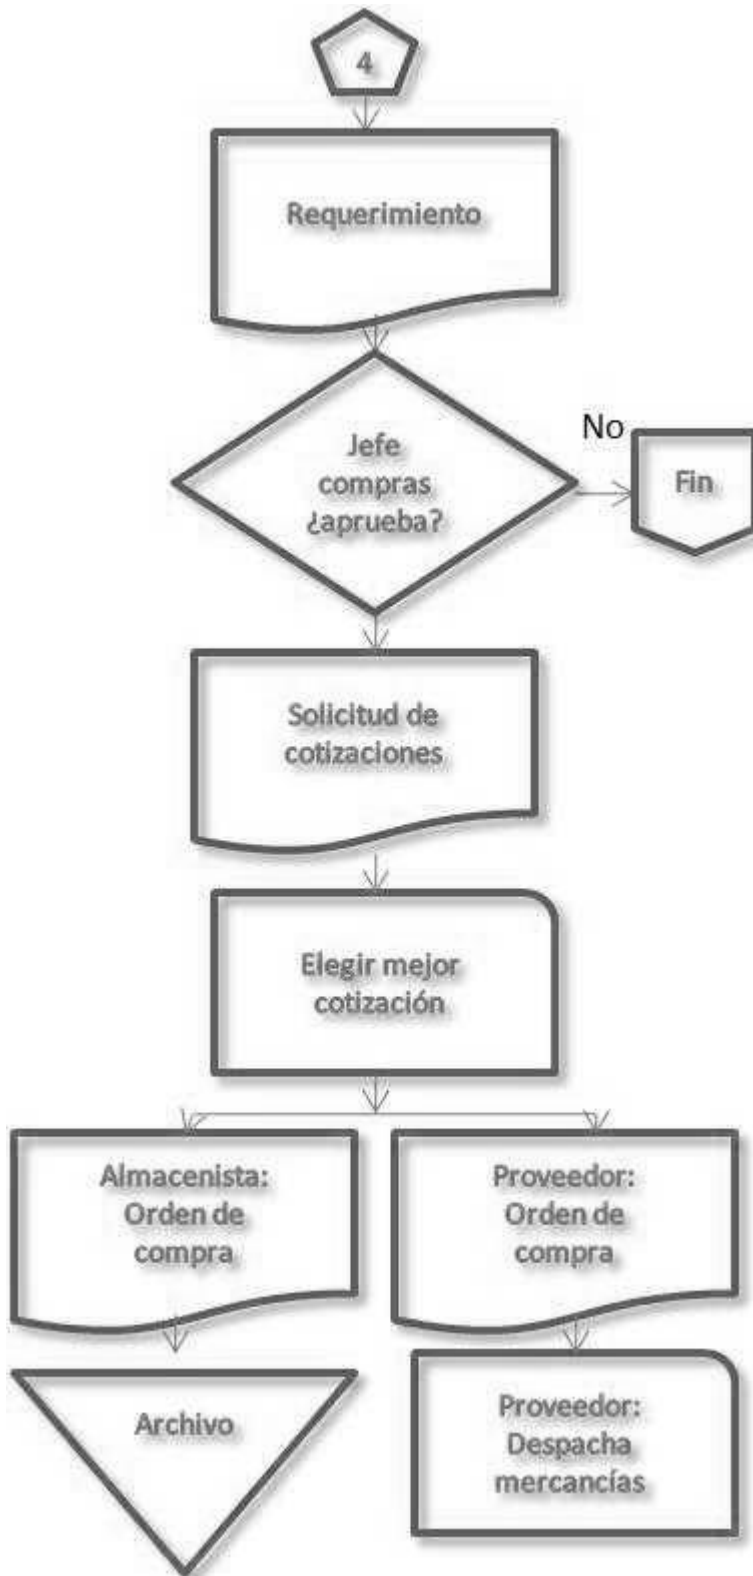 4
Requerimiento
Jefe
compras
¿aprueba?
No
Fin
Solicitud de
cotizaciones
Elegir mejor
cotización
Almacenista:
Orden de
compra
Proveedor:
Orden de
compra
Archivo
Proveedor:
Despacha
mercancías